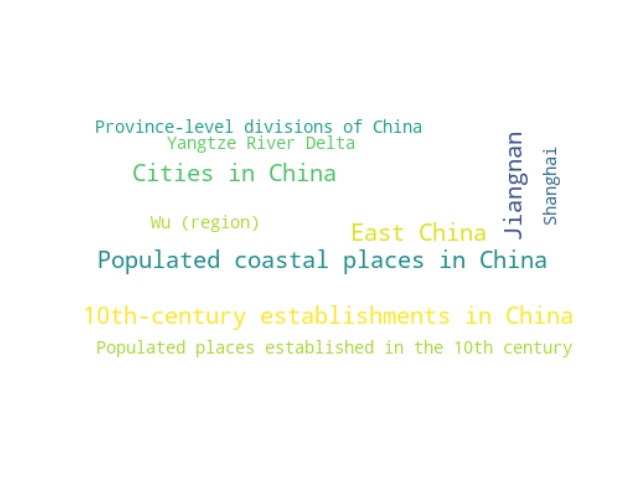 Province-level divisions of China
Yangtze River Delta
Cities in China
Jiangnan
Shanghai
Wu (region)
East China
Populated coastal places in China
10th-century establishments in China
Populated places established in the 10th century